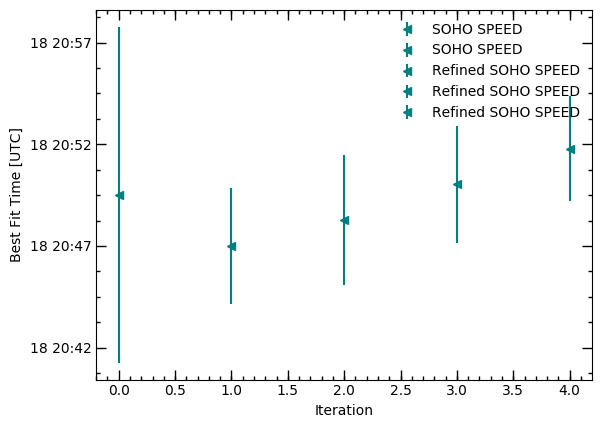 SOHO SPEED
SOHO SPEED
Refined SOHO SPEED
Refined SOHO SPEED
Refined SOHO SPEED
18 20:57
18 20:52
18 20:47
18 20:42
Best Fit Time [UTC]
0.0 0.5 1.0 1.5 2.0 2.5 3.0 3.5 4.0
Iteration